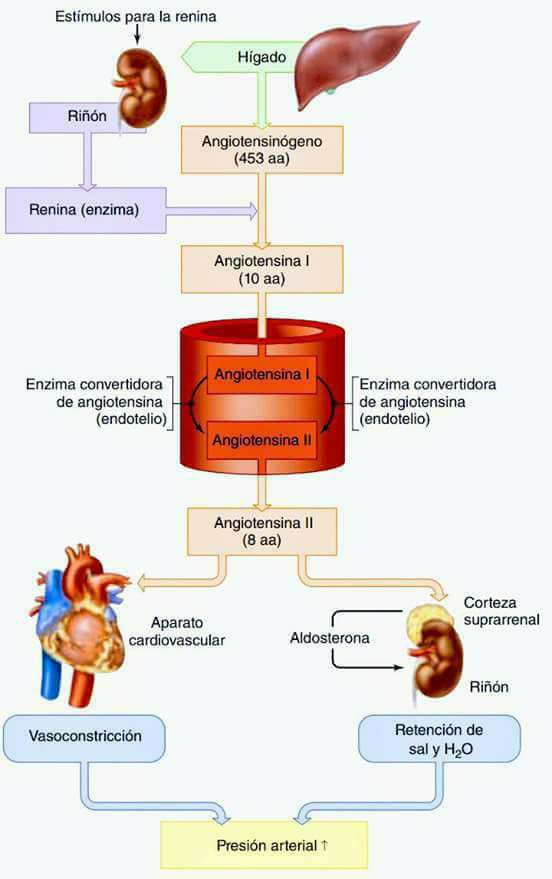 Estímulos para la renina
Hígado
Riñón
Angiotensinógeno
(453 aa)
Renina (enzima)
Angiotensina I
(10 aa)
Angiotensina I
Enzima convertidora
de angiotensina
(endotelio)
Enzima convertidora
de angiotensina
(endotelio)
Angiotensina II
Angiotensina II
(8 aa)
Aparato
cardiovascular
Aldosterona
Corteza
suprarrenal
Riñón
Vasoconstricción
Retención de
sal y H₂O
Presión arterial ↑